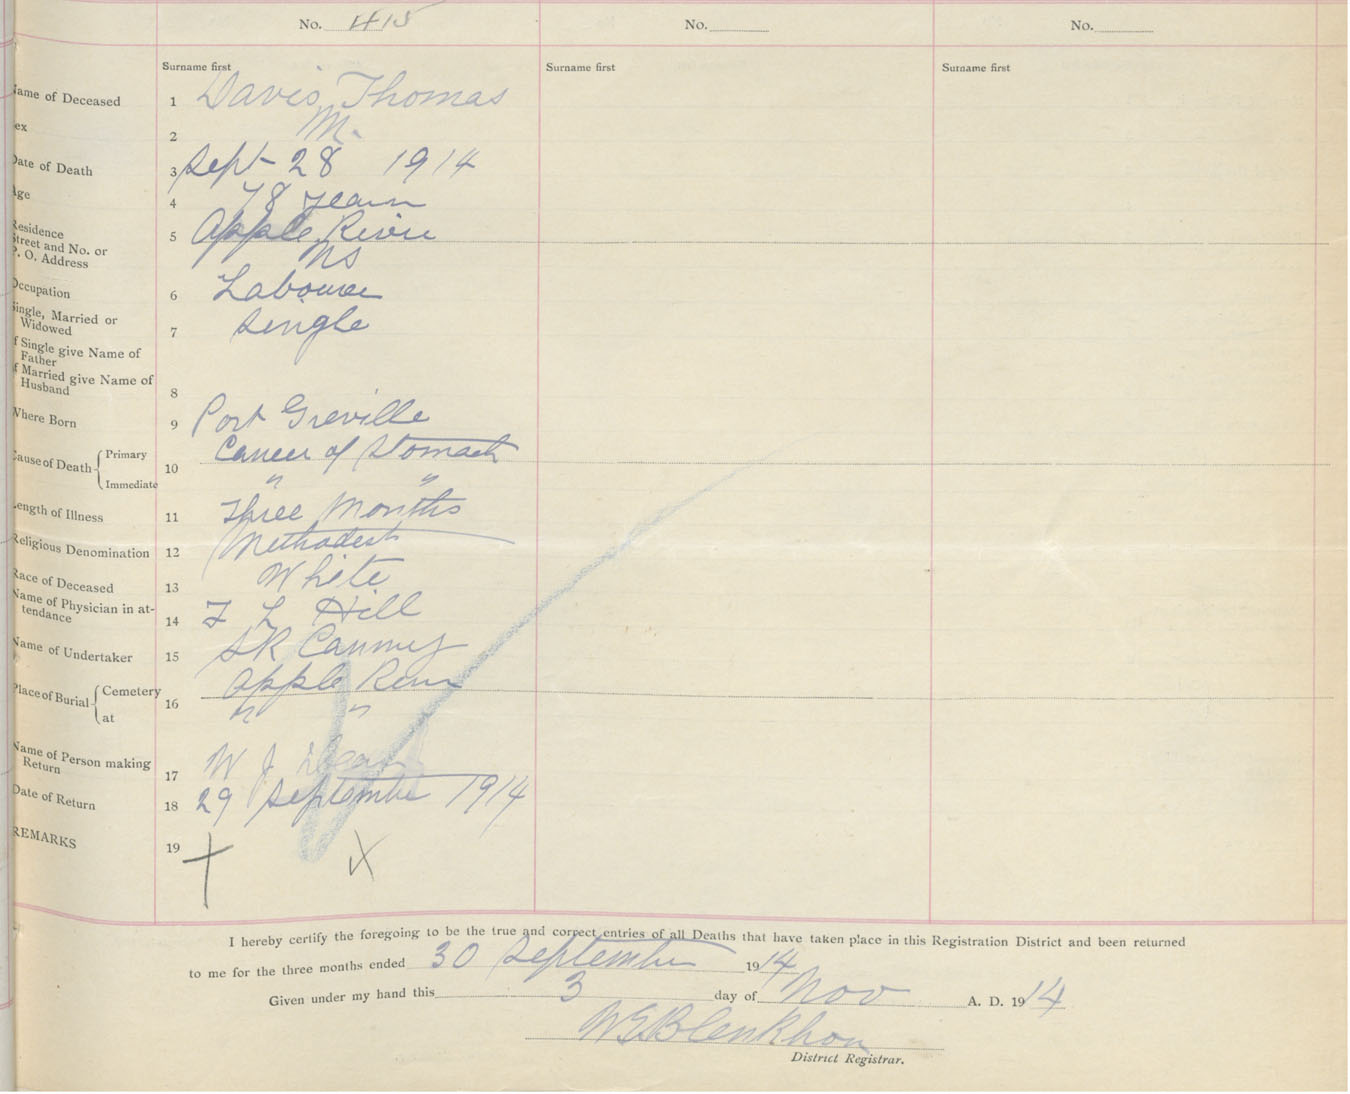 No. 415 No. No.
Surname first Surname first Surname first
Name of Deceased 1 Davis, Thomas
ex 2 M.
Date of Death 3 Sept 28 1914
Age 4 78 years
Residence
Street and No. or 5 Apple River
P. O. Address NS
Occupation 6 Labourer
Single, Married or
Widowed 7 Single
f Single give Name of
Father
f Married give Name of
Husband 8
Where Born 9 Port Greville
Cause of Death Primary 10 Cancer of Stomach
Immediate " "
Length of Illness 11 Three Months
Religious Denomination 12 Methodist
Race of Deceased 13 White
Name of Physician in at-
tendance 14 F L Hill
Name of Undertaker 15 SR Canning
Place of Burial Cemetery 16 Apple River
at " "
Name of Person making
Return 17 W J
Date of Return 18 29 September 1914
REMARKS 19 X
I hereby certify the foregoing to be the true and correct entries of all Deaths that have taken place in this Registration District and been returned
to me for the three months ended 30 September 1914
Given under my hand this 3 day of Nov A. D. 1914
WEBlenkhorn
District Registrar.